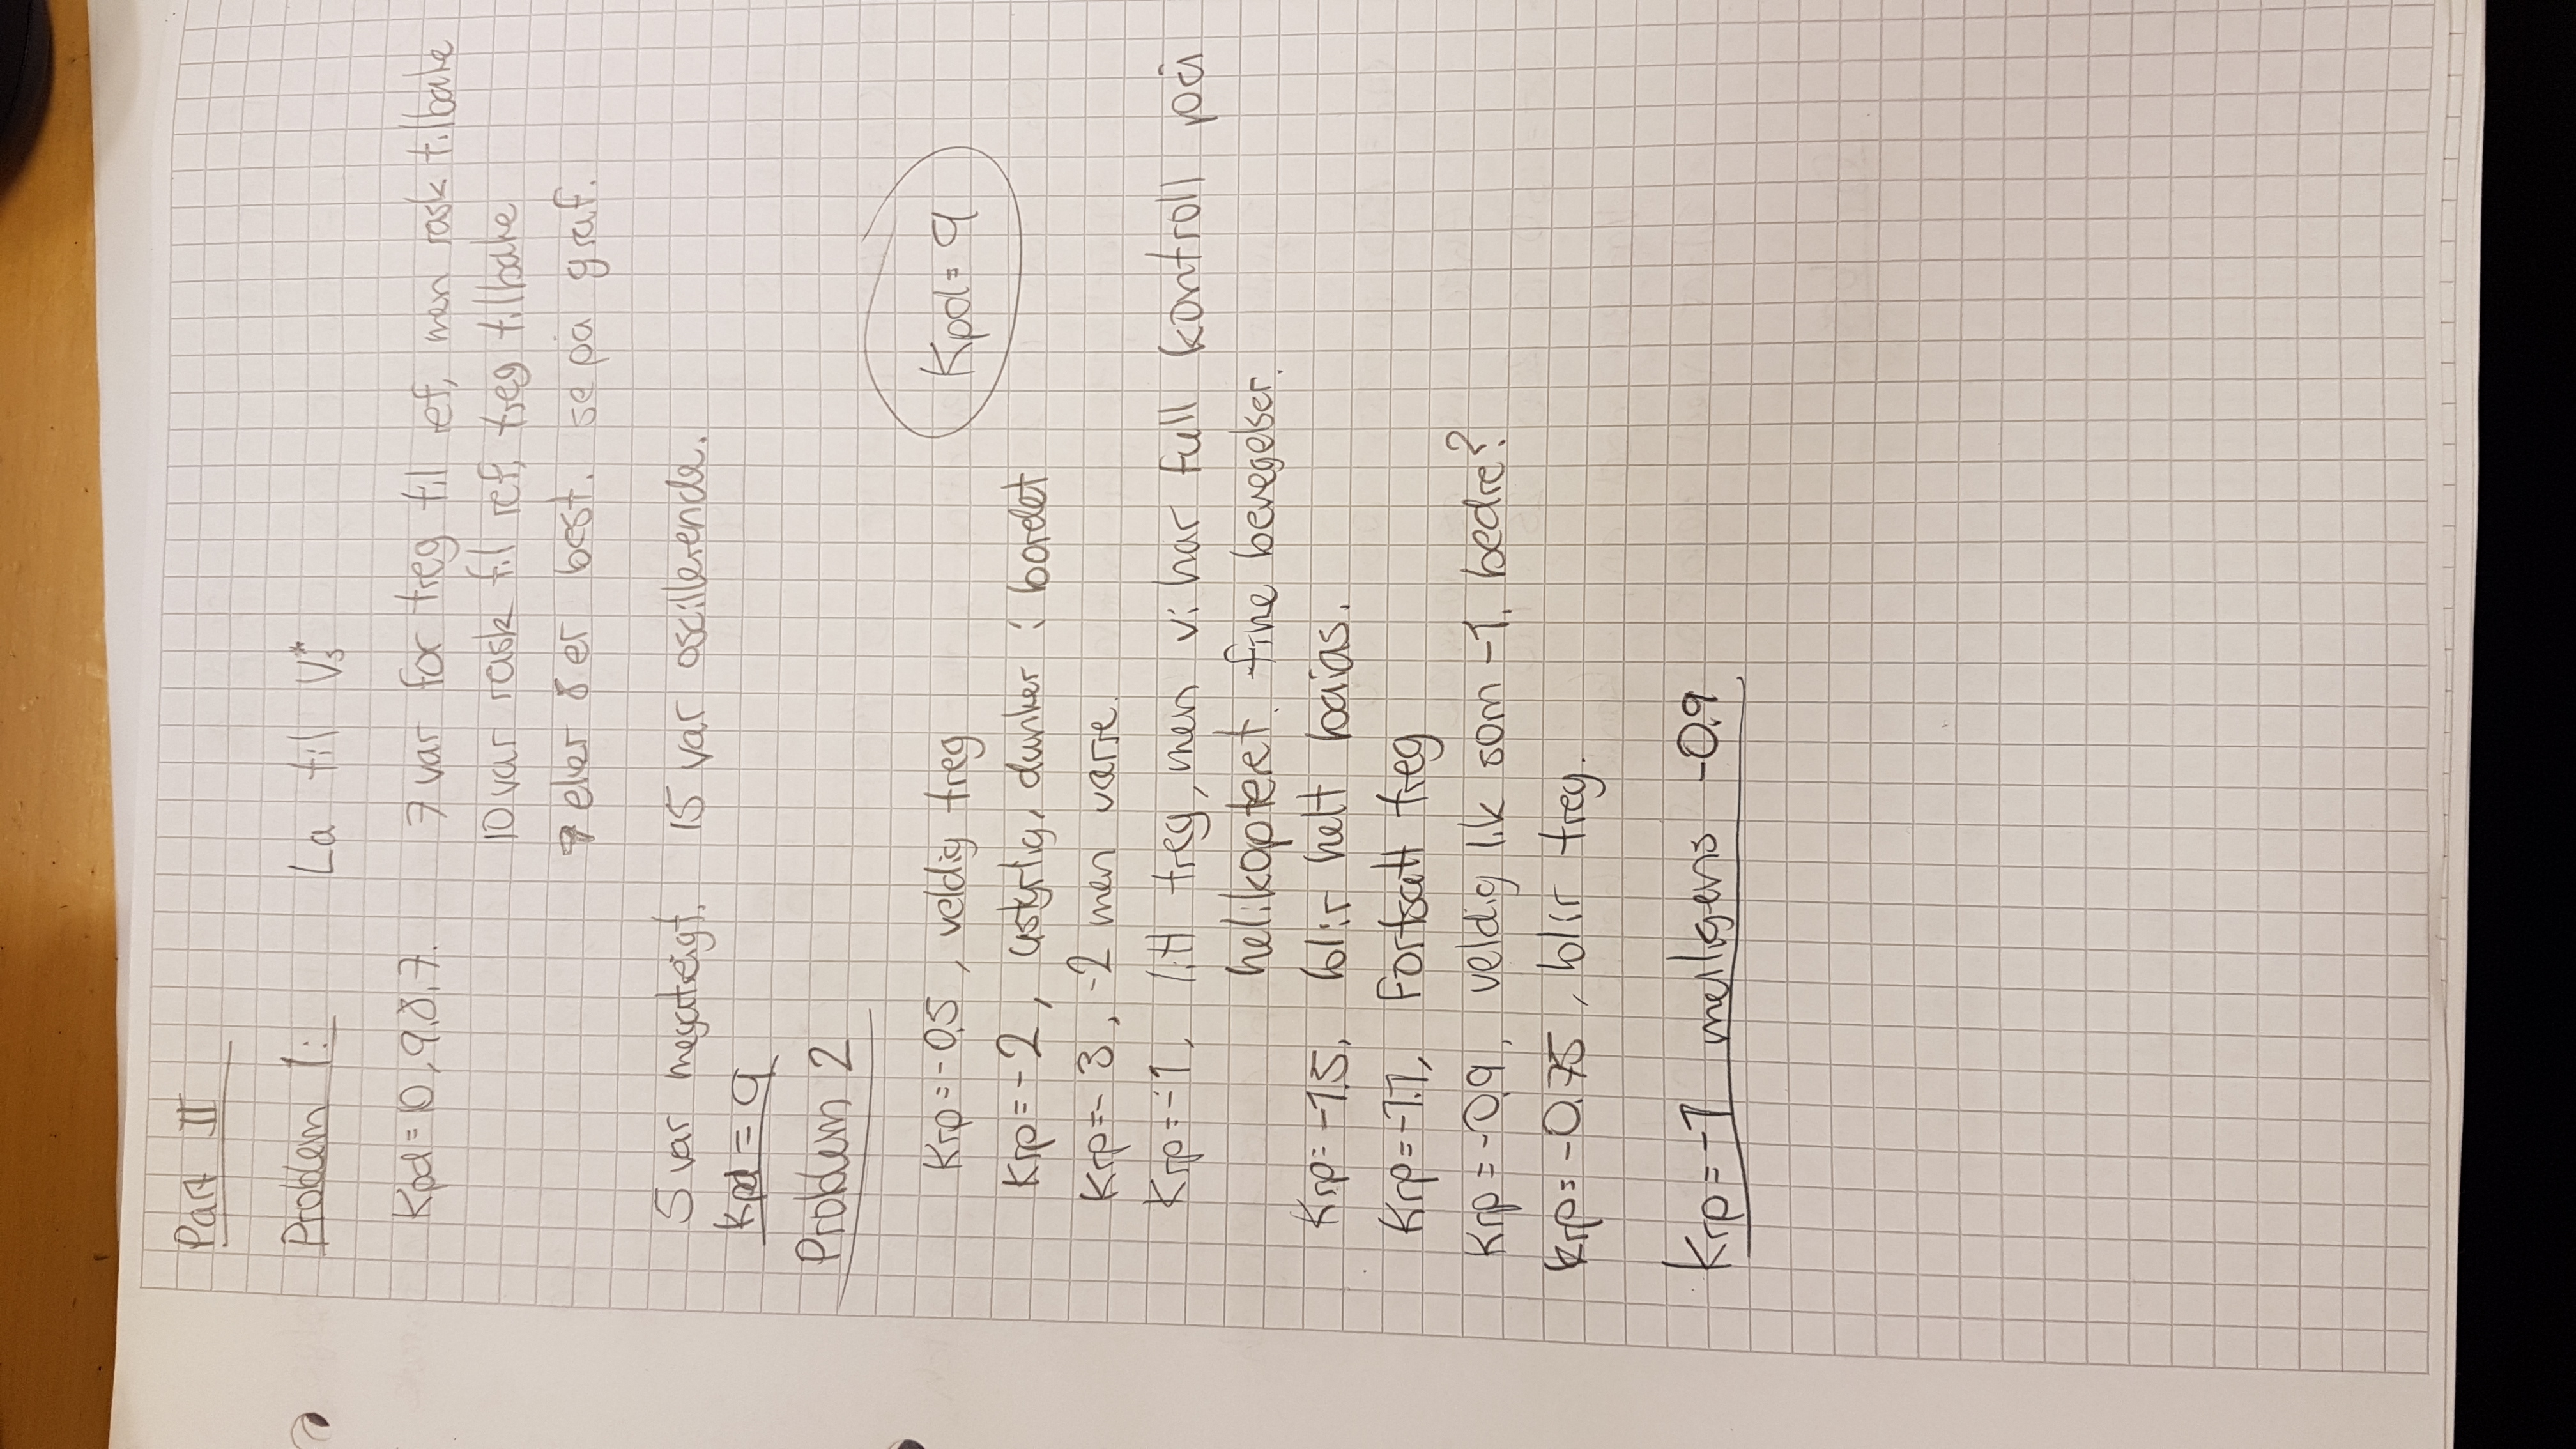 Part II
Problem 1: La til Vs*
Kpd = 10, 9, 8, 7. 7 var for treg til ref, men rask tilbake
10 var rask til ref, treg tilbake
9 eller 8 er best. se på graf.
5 var megatreigt. 15 var oscillerende.
Kpd = 9
Problem 2
Kpd = 9
Krp = -0.5, veldig treg
Krp = -2, ustyrlig, dunker i bordet
Krp = -3, -2 men varre.
Krp = -1, litt treg, men vi har full kontroll på
helikopteret. fine bevegelser.
Krp = -1.5, blir helt baias.
Krp = -1.1, Fortsatt treg
Krp = -0.9, veldig lik som -1. bedre?
Krp = -0.75, blir treg.
Krp = -1 -0.9